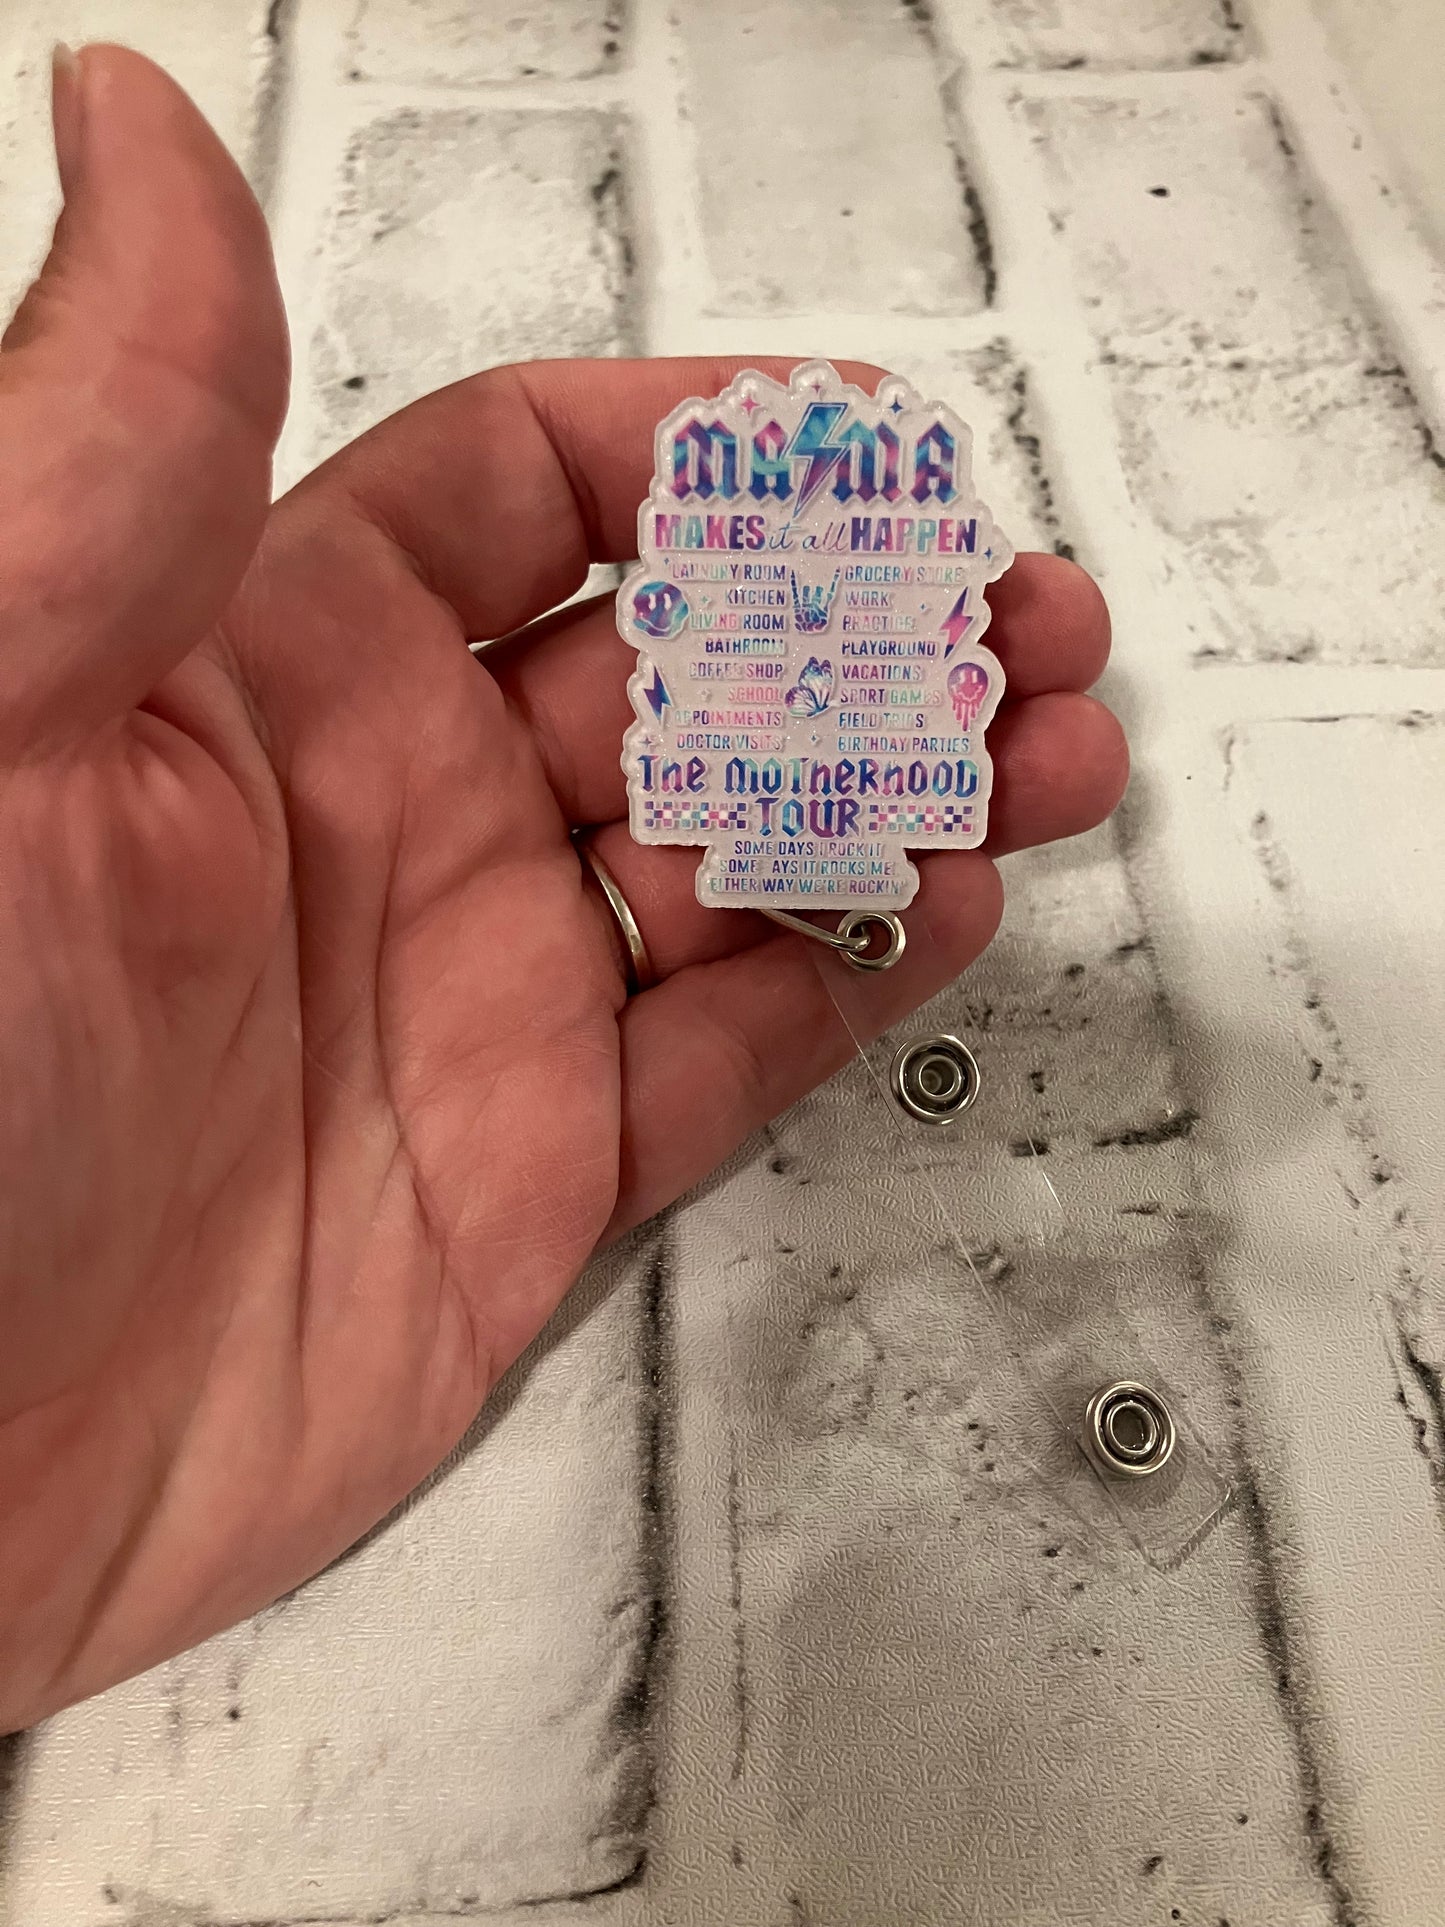 MAMA
MAKES it all HAPPEN
LAUNDRY ROOM GROCERY STORE
KITCHEN WORK
LIVING ROOM PRACTICE
BATHROOM PLAYGROUND
COFFEE SHOP VACATIONS
SCHOOL SPORT GAMES
APPOINTMENTS FIELD TRIPS
DOCTOR VISITS BIRTHDAY PARTIES
The MOTherhOOD
TOUR
SOME DAYS I ROCK IT
SOME AYS IT ROCKS ME
EITHER WAY WE'RE ROCKIN'